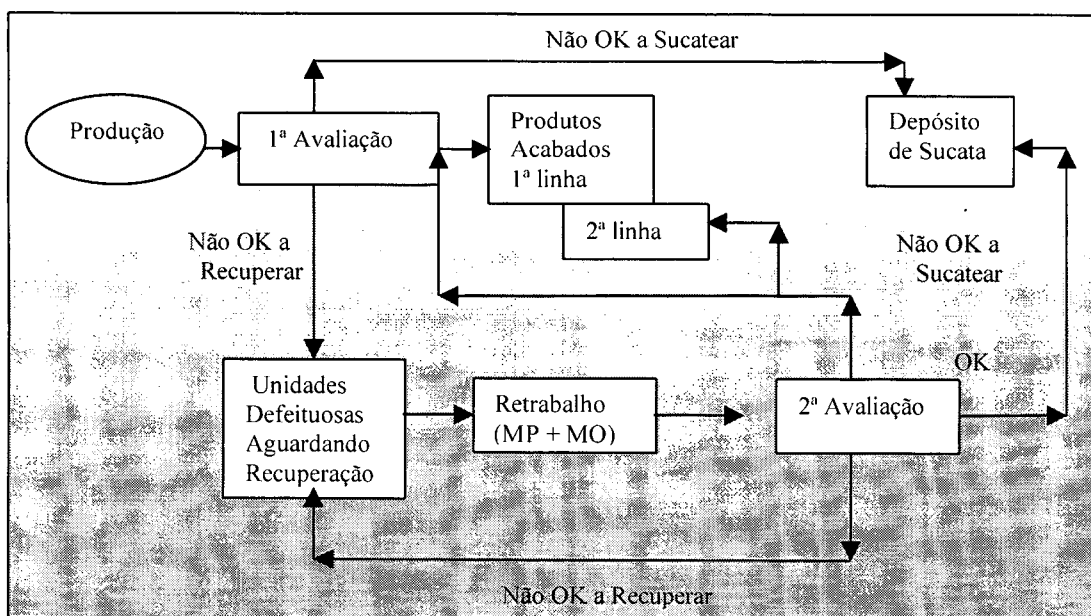 Não OK a Sucatear
Produção
1ª Avaliação
Produtos
Acabados
1ª linha
2ª linha
Depósito
de Sucata
Não OK a
Recuperar
Não OK a
Sucatear
OK
Unidades
Defeituosas
Aguardando
Recuperação
Retrabalho
(MP + MO)
2ª Avaliação
Não OK a Recuperar